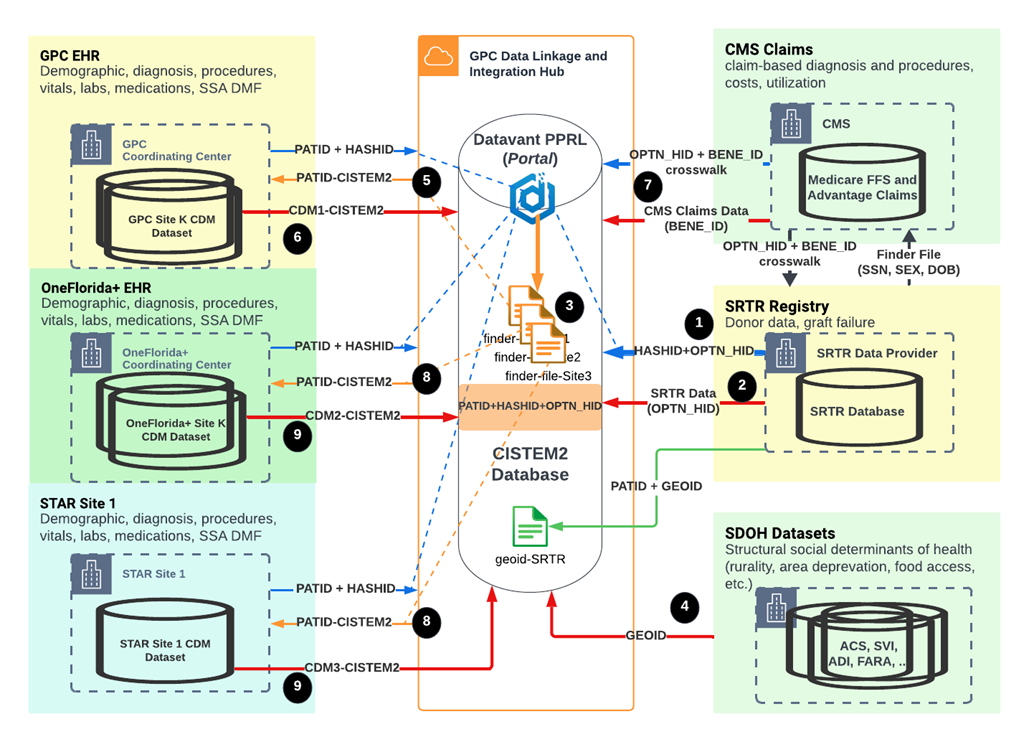 GPC EHR
Demographic, diagnosis, procedures,
vitals, labs, medications, SSA DMF
GPC
Coordinating Center
GPC Site K CDM
Dataset
PATID + HASHID
PATID-CISTEM2
5
CDM1-CISTEM2
6
OneFlorida+ EHR
Demographic, diagnosis, procedures,
vitals, labs, medications, SSA DMF
OneFlorida+
Coordinating Center
OneFlorida+ Site K
CDM Dataset
PATID + HASHID
PATID-CISTEM2
8
CDM2-CISTEM2
9
STAR Site 1
Demographic, diagnosis, procedures,
vitals, labs, medications, SSA DMF
STAR Site 1
STAR Site 1 CDM
Dataset
PATID + HASHID
PATID-CISTEM2
8
CDM3-CISTEM2
9
GPC Data Linkage and
Integration Hub
Datavant PPRL
(Portal)
3
finder- 1
finder- te2
finder-file-Site3
PATID+HASHID+OPTN_HID
CISTEM2
Database
geoid-SRTR
OPTN_HID + BENE_ID
crosswalk
7
CMS Claims Data
(BENE_ID)
1
HASHID+OPTN_HID
2
SRTR Data
(OPTN_HID)
PATID + GEOID
4
GEOID
CMS Claims
claim-based diagnosis and procedures,
costs, utilization
CMS
Medicare FFS and
Advantage Claims
OPTN_HID + BENE_ID
crosswalk
Finder File
(SSN, SEX, DOB)
SRTR Registry
Donor data, graft failure
SRTR Data Provider
SRTR Database
SDOH Datasets
Structural social determinants of health
(rurality, area deprevation, food access,
etc.)
ACS, SVI,
ADI, FARA, ..